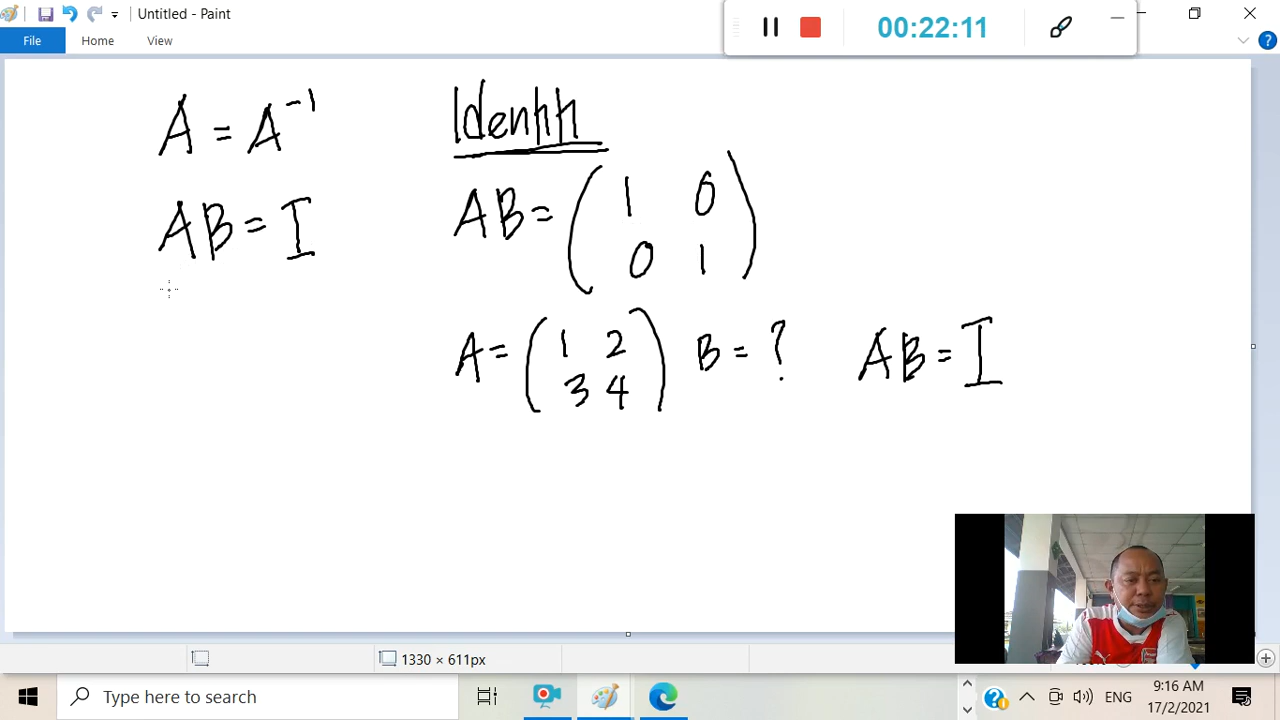 Untitled - Paint
00:22:11
File Home View
A = A⁻¹
AB = I
Identiti
AB = ( 1 0
0 1 )
A = ( 1 2
3 4 ) B = ? AB = I
1330 × 611px
Type here to search
ENG
9:16 AM
17/2/2021